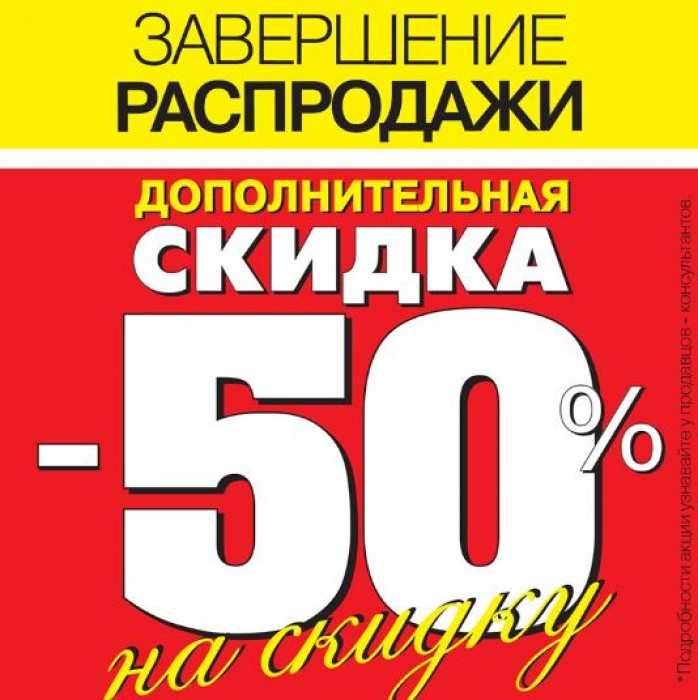 ЗАВЕРШЕНИЕ
РАСПРОДАЖИ
ДОПОЛНИТЕЛЬНАЯ
СКИДКА
-50%
на скидку
*Подробности акции узнавайте у продавцов - консультантов.